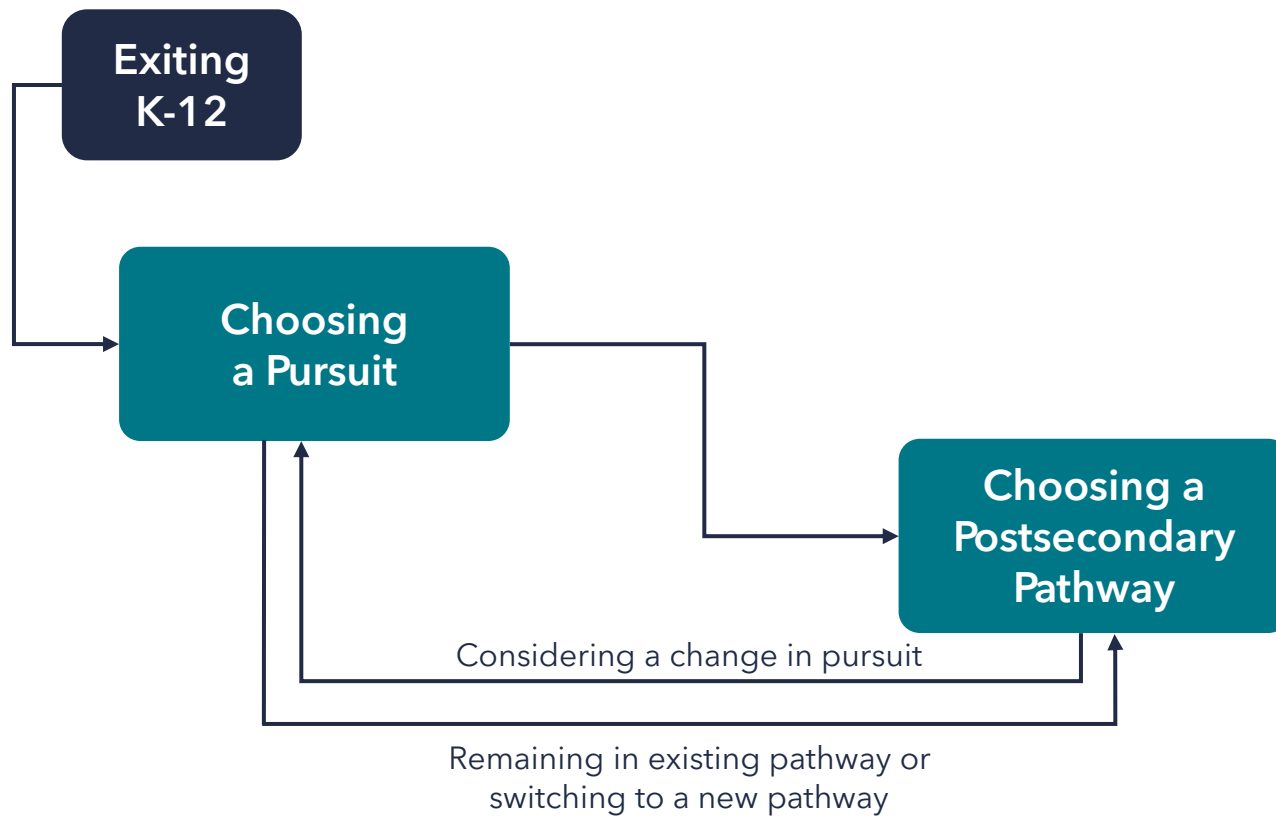 Exiting
K-12
Choosing
a Pursuit
Choosing a
Postsecondary
Pathway
Considering a change in pursuit
Remaining in existing pathway or
switching to a new pathway